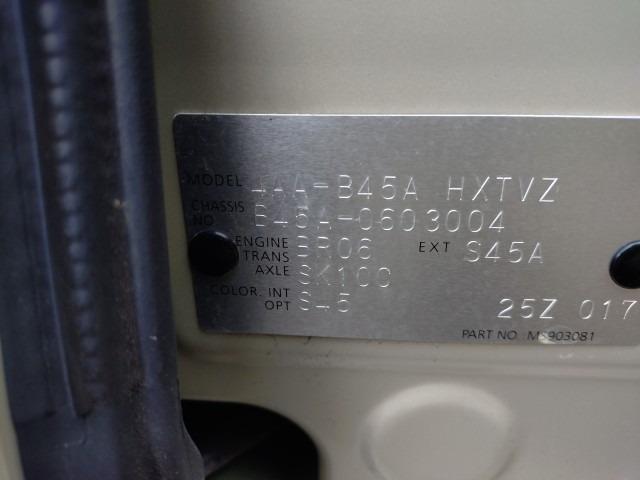 MODEL 4AA-B45A HXTVZ
CHASSIS NO B45A-0603004
ENGINE BR06 EXT S45A
TRANS AXLE SK100
COLOR. INT OPT S45 25Z 017
PART NO. MS903081